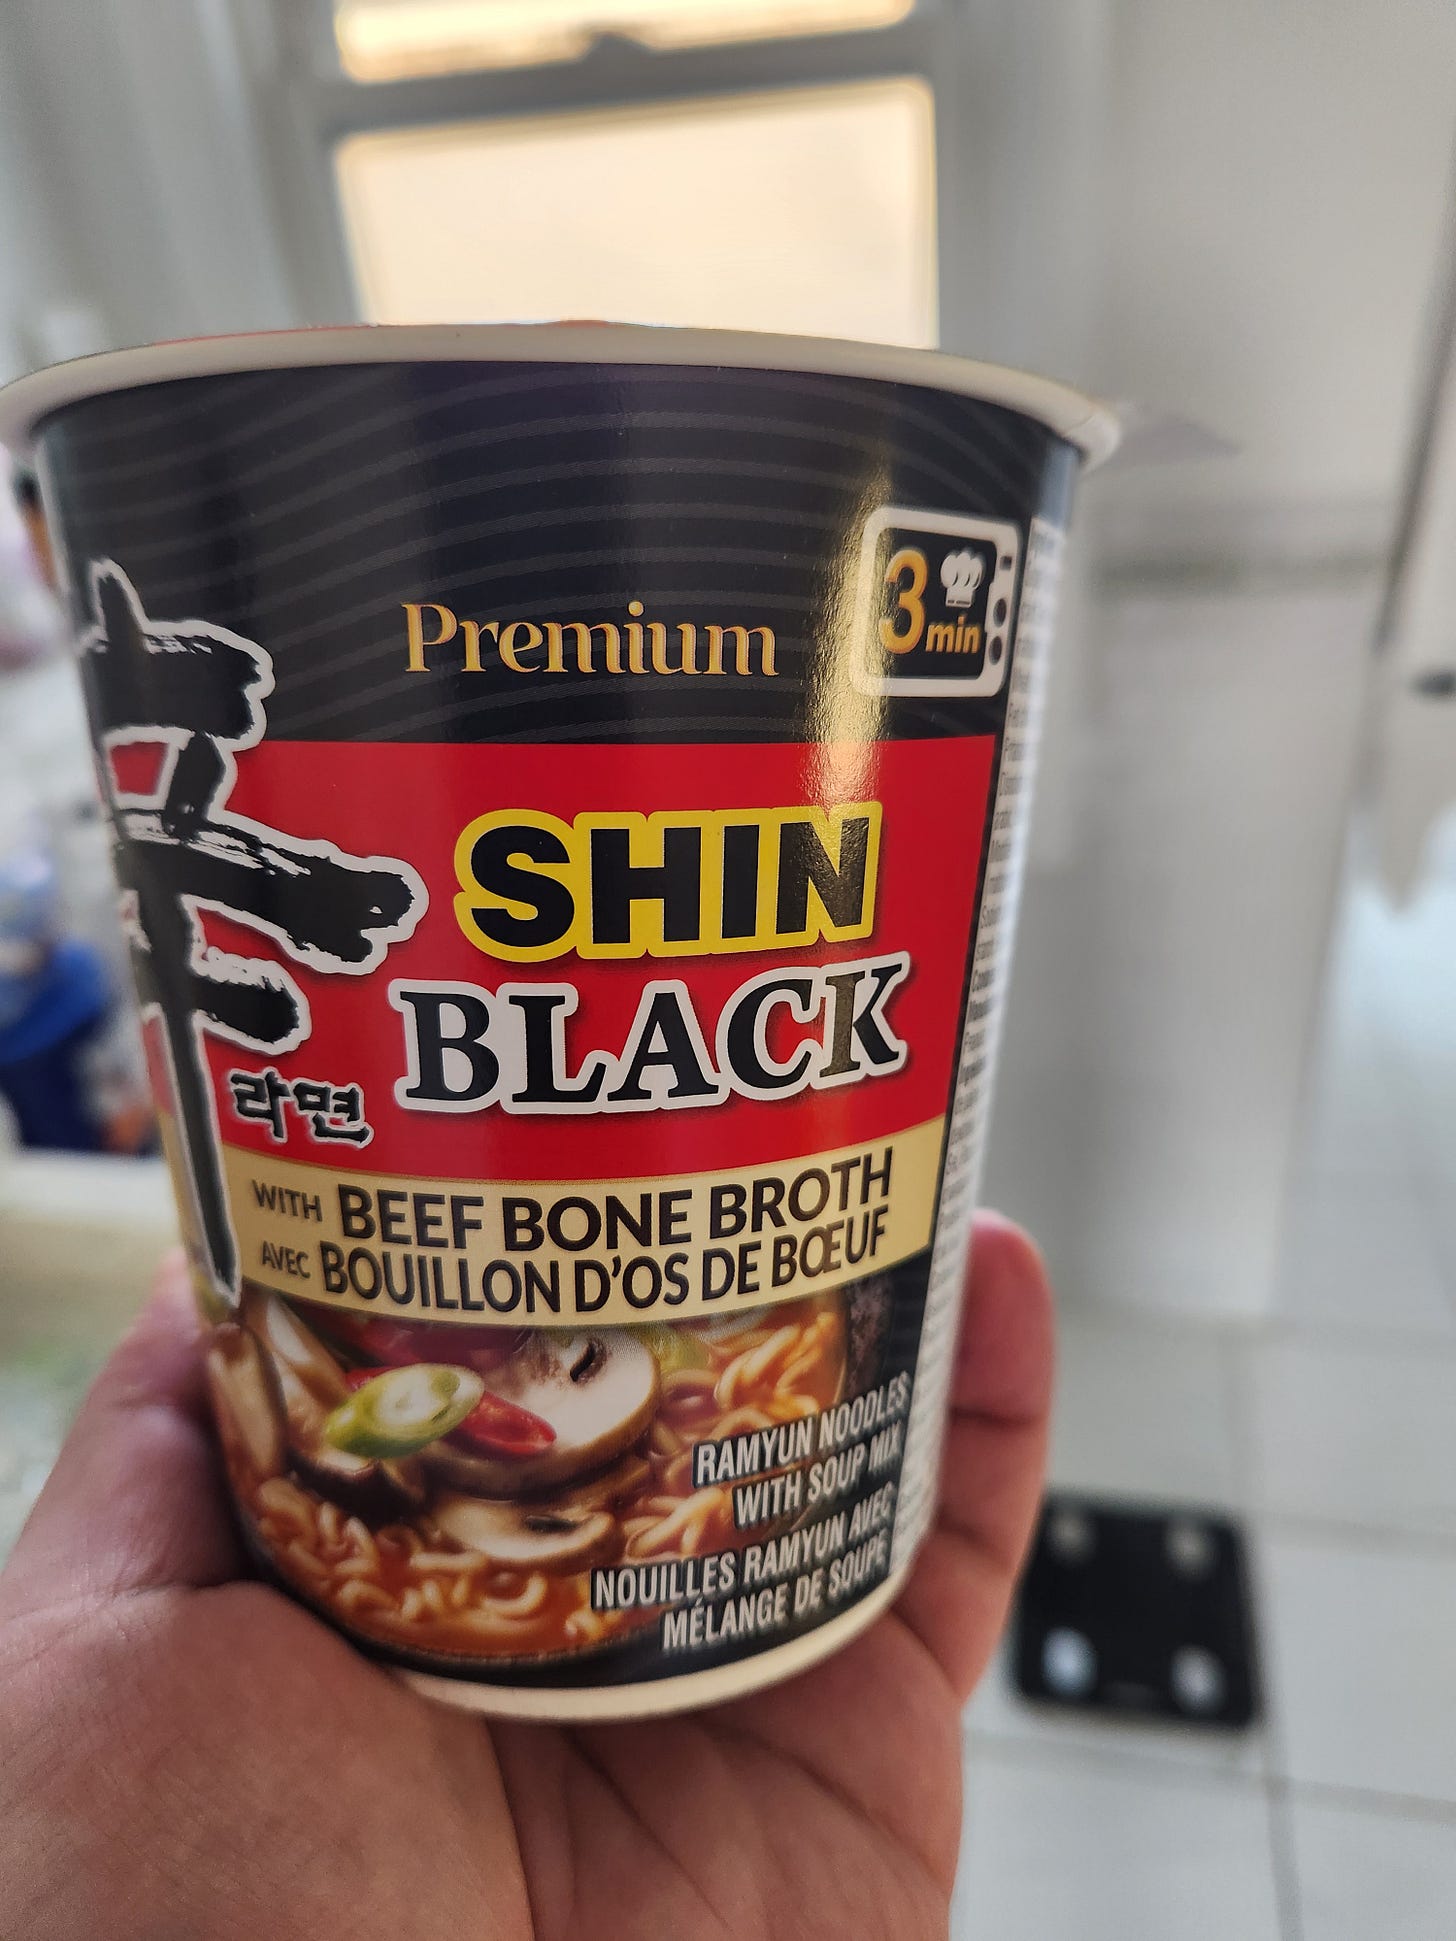 Premium
3 min
辛
SHIN
BLACK
라면
WITH BEEF BONE BROTH
AVEC BOUILLON D'OS DE BŒUF
RAMYUN NOODLES
WITH SOUP MIX
NOUILLES RAMYUN AVEC
MÉLANGE DE SOUPE